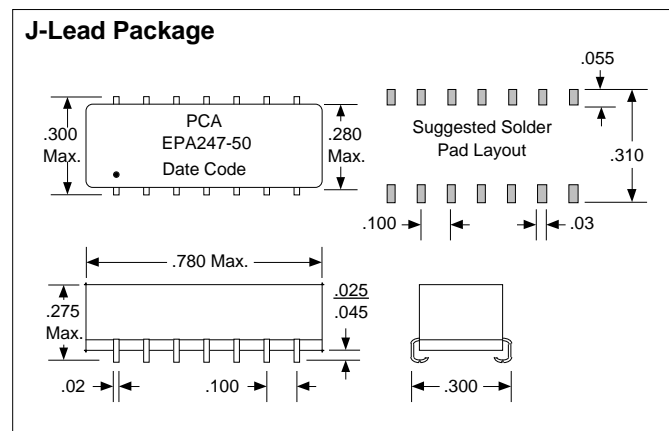 J-Lead Package
.300
Max.
PCA
EPA247-50
Date Code
.280
Max.
.055
Suggested Solder
Pad Layout
.310
.100
.03
.780 Max.
.275
Max.
.025
.045
.02
.100
.300